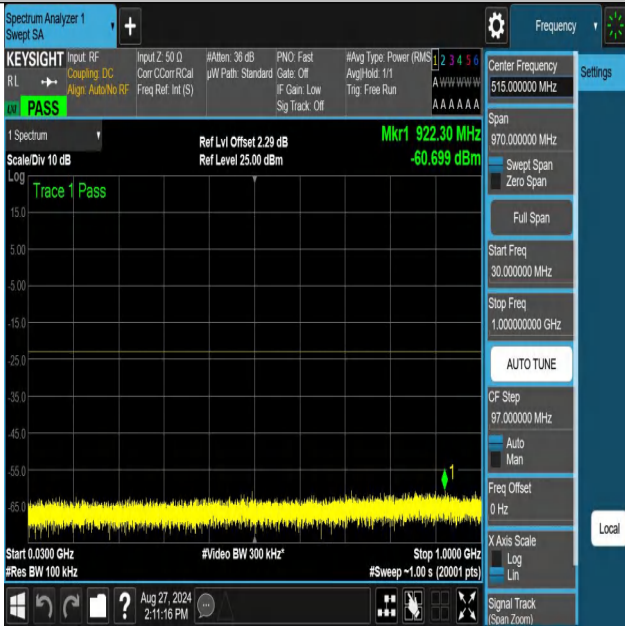 Spectrum Analyzer 1
Swept SA
+
Frequency
KEYSIGHT
RL
PASS
Input: RF
Coupling: DC
Align: Auto/No RF
Input Z: 50 Ω
Corr CCorr RCal
Freq Ref: Int (S)
#Atten: 36 dB
µW Path: Standard
PNO: Fast
Gate: Off
IF Gain: Low
Sig Track: Off
#Avg Type: Power (RMS
Avg|Hold: 1/1
Trig: Free Run
1 2 3 4 5 6
A W W W W W
A A A A A A
1 Spectrum
Scale/Div 10 dB
Ref Lvl Offset 2.29 dB
Ref Level 25.00 dBm
Mkr1 922.30 MHz
-60.699 dBm
Log
Trace 1 Pass
15.0
5.00
-5.00
-15.0
-25.0
-35.0
-45.0
-55.0
-65.0
1
Start 0.0300 GHz
#Res BW 100 kHz
#Video BW 300 kHz*
Stop 1.0000 GHz
#Sweep ~1.00 s (20001 pts)
Aug 27, 2024
2:11:16 PM
Center Frequency
515.000000 MHz
Settings
Span
970.000000 MHz
Swept Span
Zero Span
Full Span
Start Freq
30.000000 MHz
Stop Freq
1.000000000 GHz
AUTO TUNE
CF Step
97.000000 MHz
Auto
Man
Freq Offset
0 Hz
X Axis Scale
Log
Lin
Local
Signal Track
(Span Zoom)